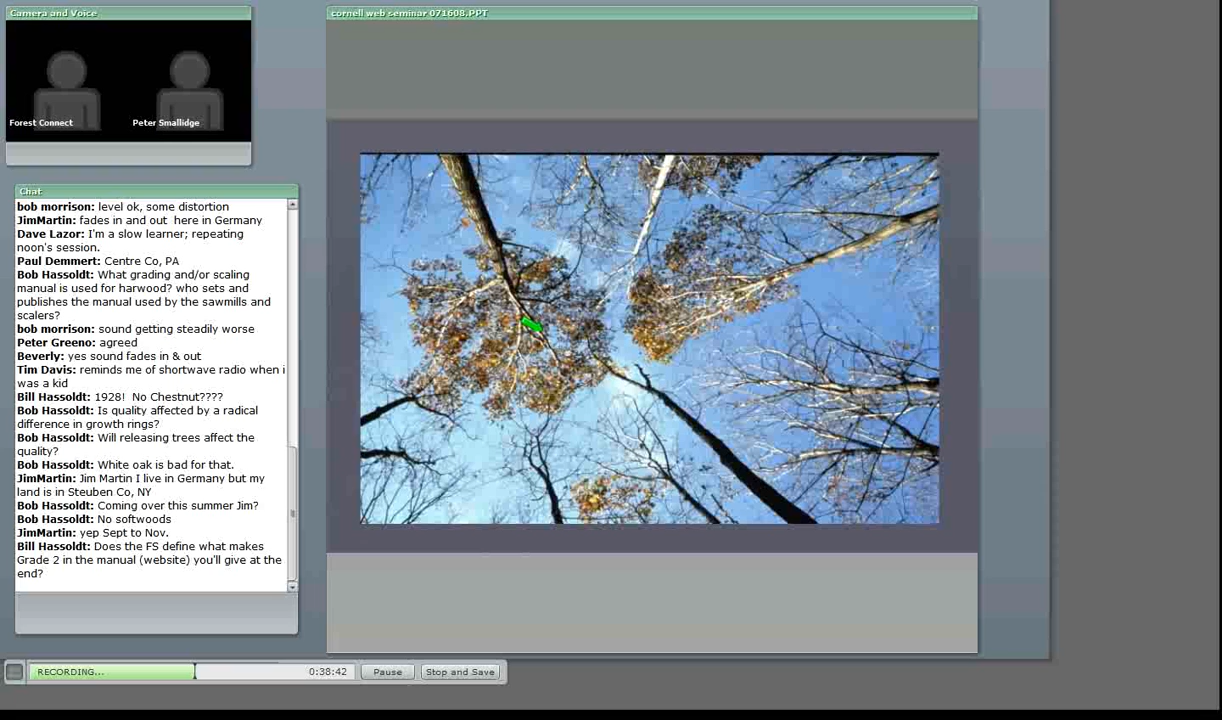 Camera and Voice
Forest Connect
Peter Smallidge
cornell web seminar 071608.PPT
Chat
bob morrison: level ok, some distortion
JimMartin: fades in and out here in Germany
Dave Lazor: I'm a slow learner; repeating
noon's session.
Paul Demmert: Centre Co, PA
Bob Hassoldt: What grading and/or scaling
manual is used for harwood? who sets and
publishes the manual used by the sawmills and
scalers?
bob morrison: sound getting steadily worse
Peter Greeno: agreed
Beverly: yes sound fades in & out
Tim Davis: reminds me of shortwave radio when i
was a kid
Bill Hassoldt: 1928! No Chestnut????
Bob Hassoldt: Is quality affected by a radical
difference in growth rings?
Bob Hassoldt: Will releasing trees affect the
quality?
Bob Hassoldt: White oak is bad for that.
JimMartin: Jim Martin I live in Germany but my
land is in Steuben Co, NY
Bob Hassoldt: Coming over this summer Jim?
Bob Hassoldt: No softwoods
JimMartin: yep Sept to Nov.
Bill Hassoldt: Does the FS define what makes
Grade 2 in the manual (website) you'll give at the
end?
RECORDING...
0:38:42
Pause
Stop and Save